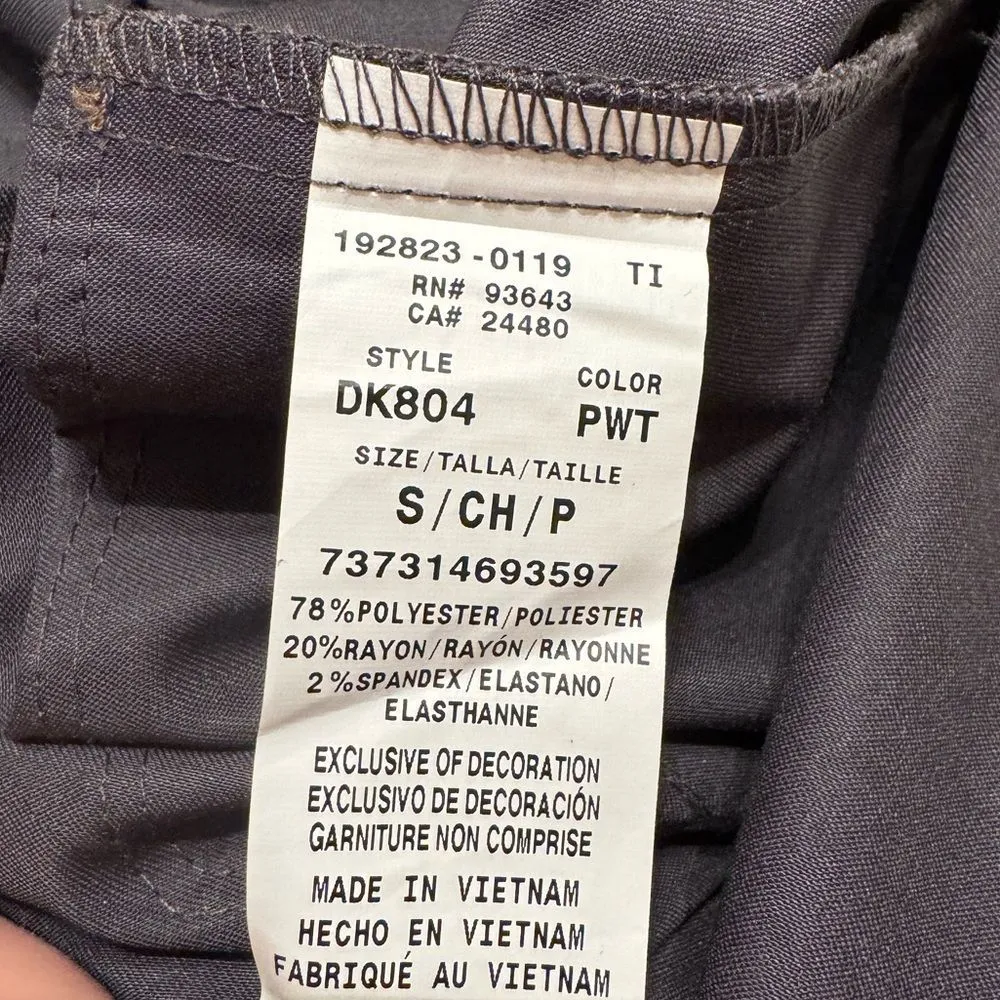 192823-0119 TI
RN# 93643
CA# 24480
STYLE COLOR
DK804 PWT
SIZE/TALLA/TAILLE
S/CH/P
737314693597
78%POLYESTER/POLIESTER
20%RAYON/RAYÓN/RAYONNE
2%SPANDEX/ELASTANO/
ELASTHANNE
EXCLUSIVE OF DECORATION
EXCLUSIVO DE DECORACIÓN
GARNITURE NON COMPRISE
MADE IN VIETNAM
HECHO EN VIETNAM
FABRIQUÉ AU VIETNAM